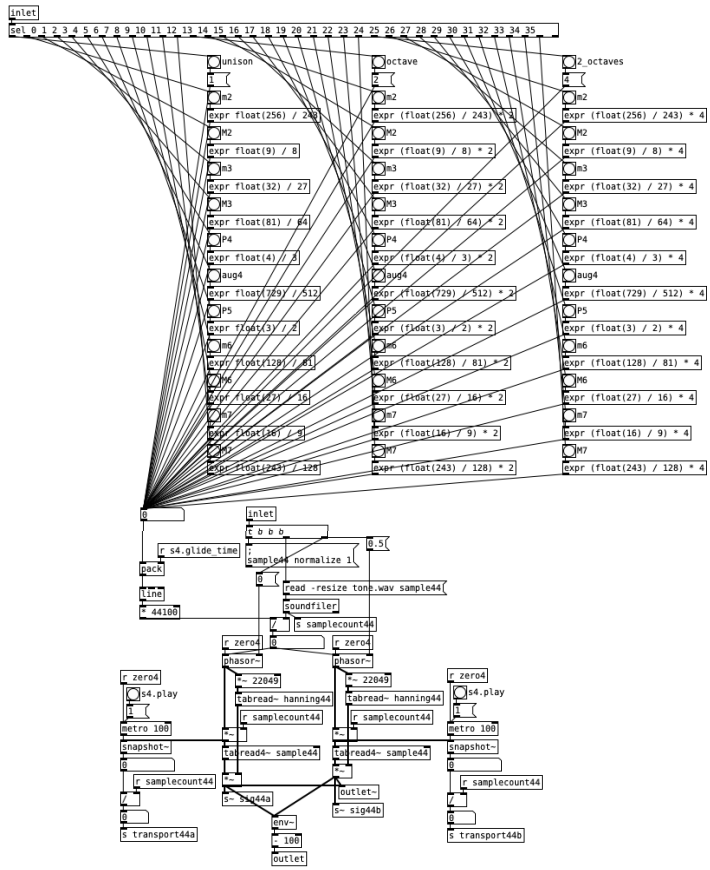 inlet
sel 0 1 2 3 4 5 6 7 8 9 10 11 12 13 14 15 16 17 18 19 20 21 22 23 24 25 26 27 28 29 30 31 32 33 34 35
unison octave 2_octaves
1 2 4
m2 m2 m2
expr float(256) / 243 expr (float(256) / 243) * 2 expr (float(256) / 243) * 4
M2 M2 M2
expr float(9) / 8 expr (float(9) / 8) * 2 expr (float(9) / 8) * 4
m3 m3 m3
expr float(32) / 27 expr (float(32) / 27) * 2 expr (float(32) / 27) * 4
M3 M3 M3
expr float(81) / 64 expr (float(81) / 64) * 2 expr (float(81) / 64) * 4
P4 P4 P4
expr float(4) / 3 expr (float(4) / 3) * 2 expr (float(4) / 3) * 4
aug4 aug4 aug4
expr float(729) / 512 expr (float(729) / 512) * 2 expr (float(729) / 512) * 4
P5 P5 P5
expr float(3) / 2 expr (float(3) / 2) * 2 expr (float(3) / 2) * 4
m6 m6 m6
expr float(128) / 81 expr (float(128) / 81) * 2 expr (float(128) / 81) * 4
M6 M6 M6
expr float(27) / 16 expr (float(27) / 16) * 2 expr (float(27) / 16) * 4
m7 m7 m7
expr float(16) / 9 expr (float(16) / 9) * 2 expr (float(16) / 9) * 4
M7 M7 M7
expr float(243) / 128 expr (float(243) / 128) * 2 expr (float(243) / 128) * 4
0 inlet
t b b b
r s4.glide_time ; 0.5
sample44 normalize 1
pack 0
line read -resize tone.wav sample44
* 44100 soundfiler
/ s samplecount44
r zero4 0 r zero4
phasor~ phasor~
r zero4 *~ 22049 *~ 22049 r zero4
s4.play tabread~ hanning44 tabread~ hanning44 s4.play
1 r samplecount44 r samplecount44 1
metro 100 *~ *~ metro 100
snapshot~ tabread4~ sample44 tabread4~ sample44 snapshot~
0 0
r samplecount44 *~ *~ r samplecount44
/ s~ sig44a outlet~ /
0 s~ sig44b 0
s transport44a env~ s transport44b
- 100
outlet